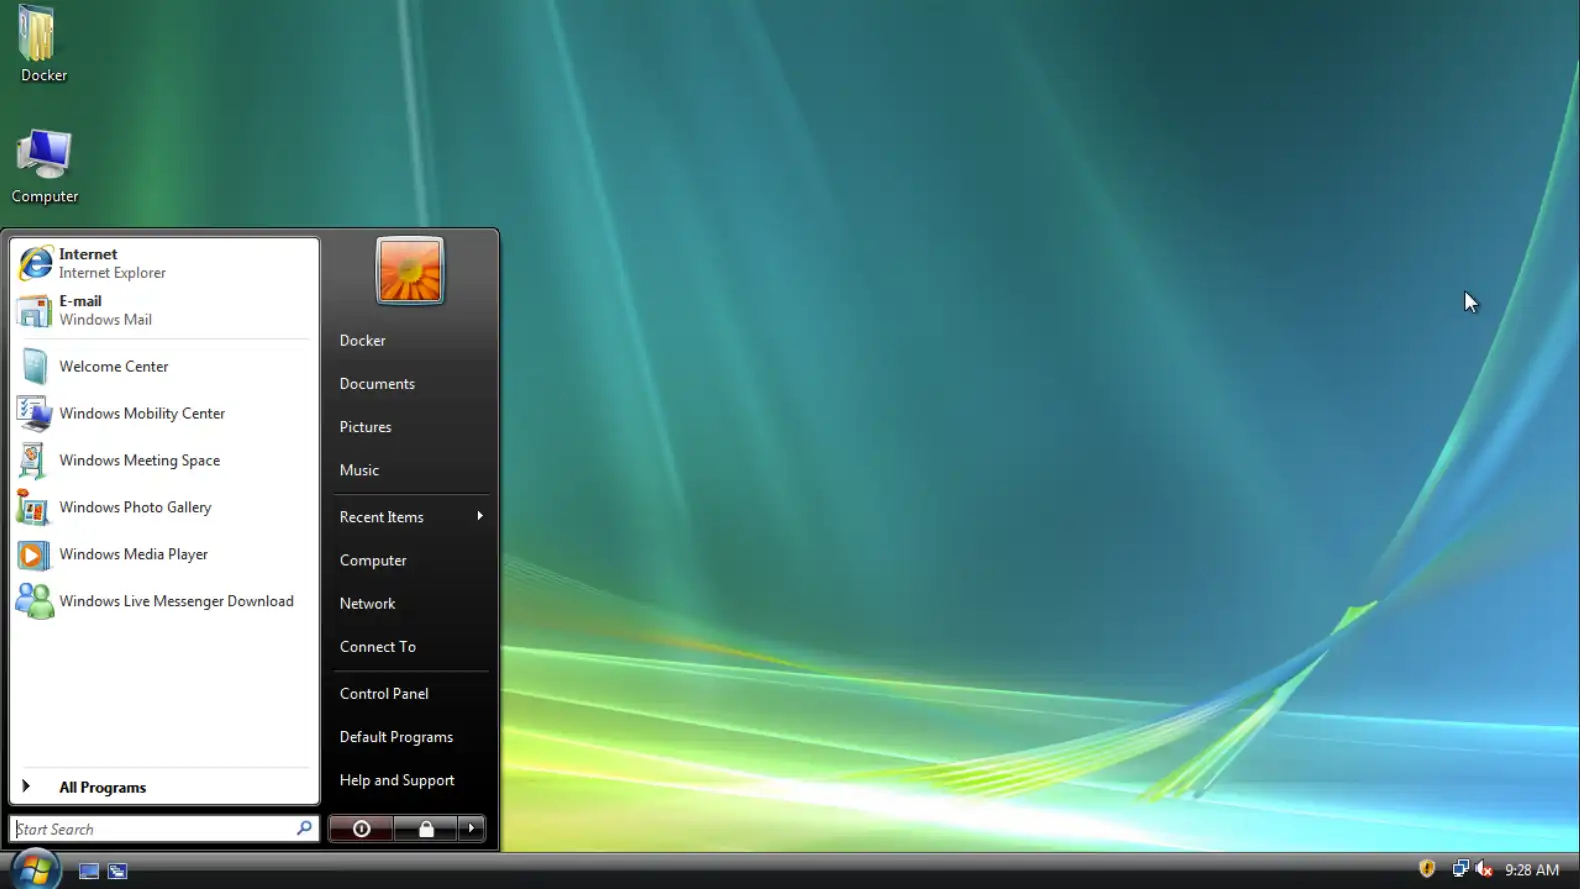 Docker
Computer
Internet
Internet Explorer
E-mail
Windows Mail
Welcome Center
Windows Mobility Center
Windows Meeting Space
Windows Photo Gallery
Windows Media Player
Windows Live Messenger Download
All Programs
Start Search
Docker
Documents
Pictures
Music
Recent Items
Computer
Network
Connect To
Control Panel
Default Programs
Help and Support
9:28 AM